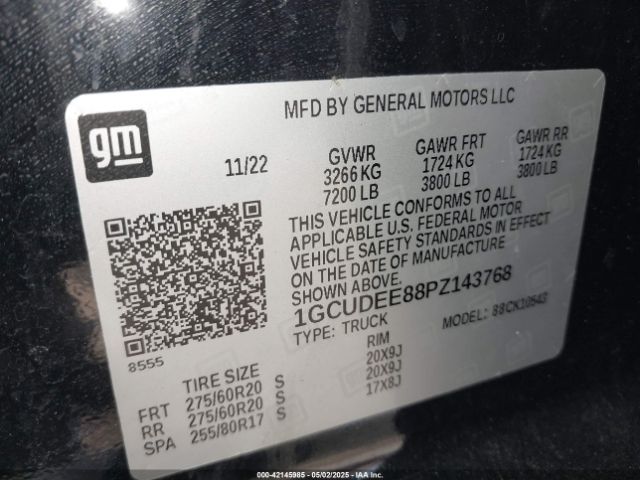 gm
MFD BY GENERAL MOTORS LLC
11/22
GVWR GAWR FRT GAWR RR
3266 KG 1724 KG 1724 KG
7200 LB 3800 LB 3800 LB
THIS VEHICLE CONFORMS TO ALL
APPLICABLE U.S. FEDERAL MOTOR
VEHICLE SAFETY STANDARDS IN EFFECT
ON THE DATE OF MANUFACTURE
SHOWN ABOVE.
1GCUDEE88PZ143768
TYPE: TRUCK MODEL: 88CK10543
8555
TIRE SIZE RIM
FRT 275/60R20 S 20X9J
RR 275/60R20 S 20X9J
SPA 255/80R17 S 17X8J
000-42145985 - 05/02/2025 - IAAI.COM